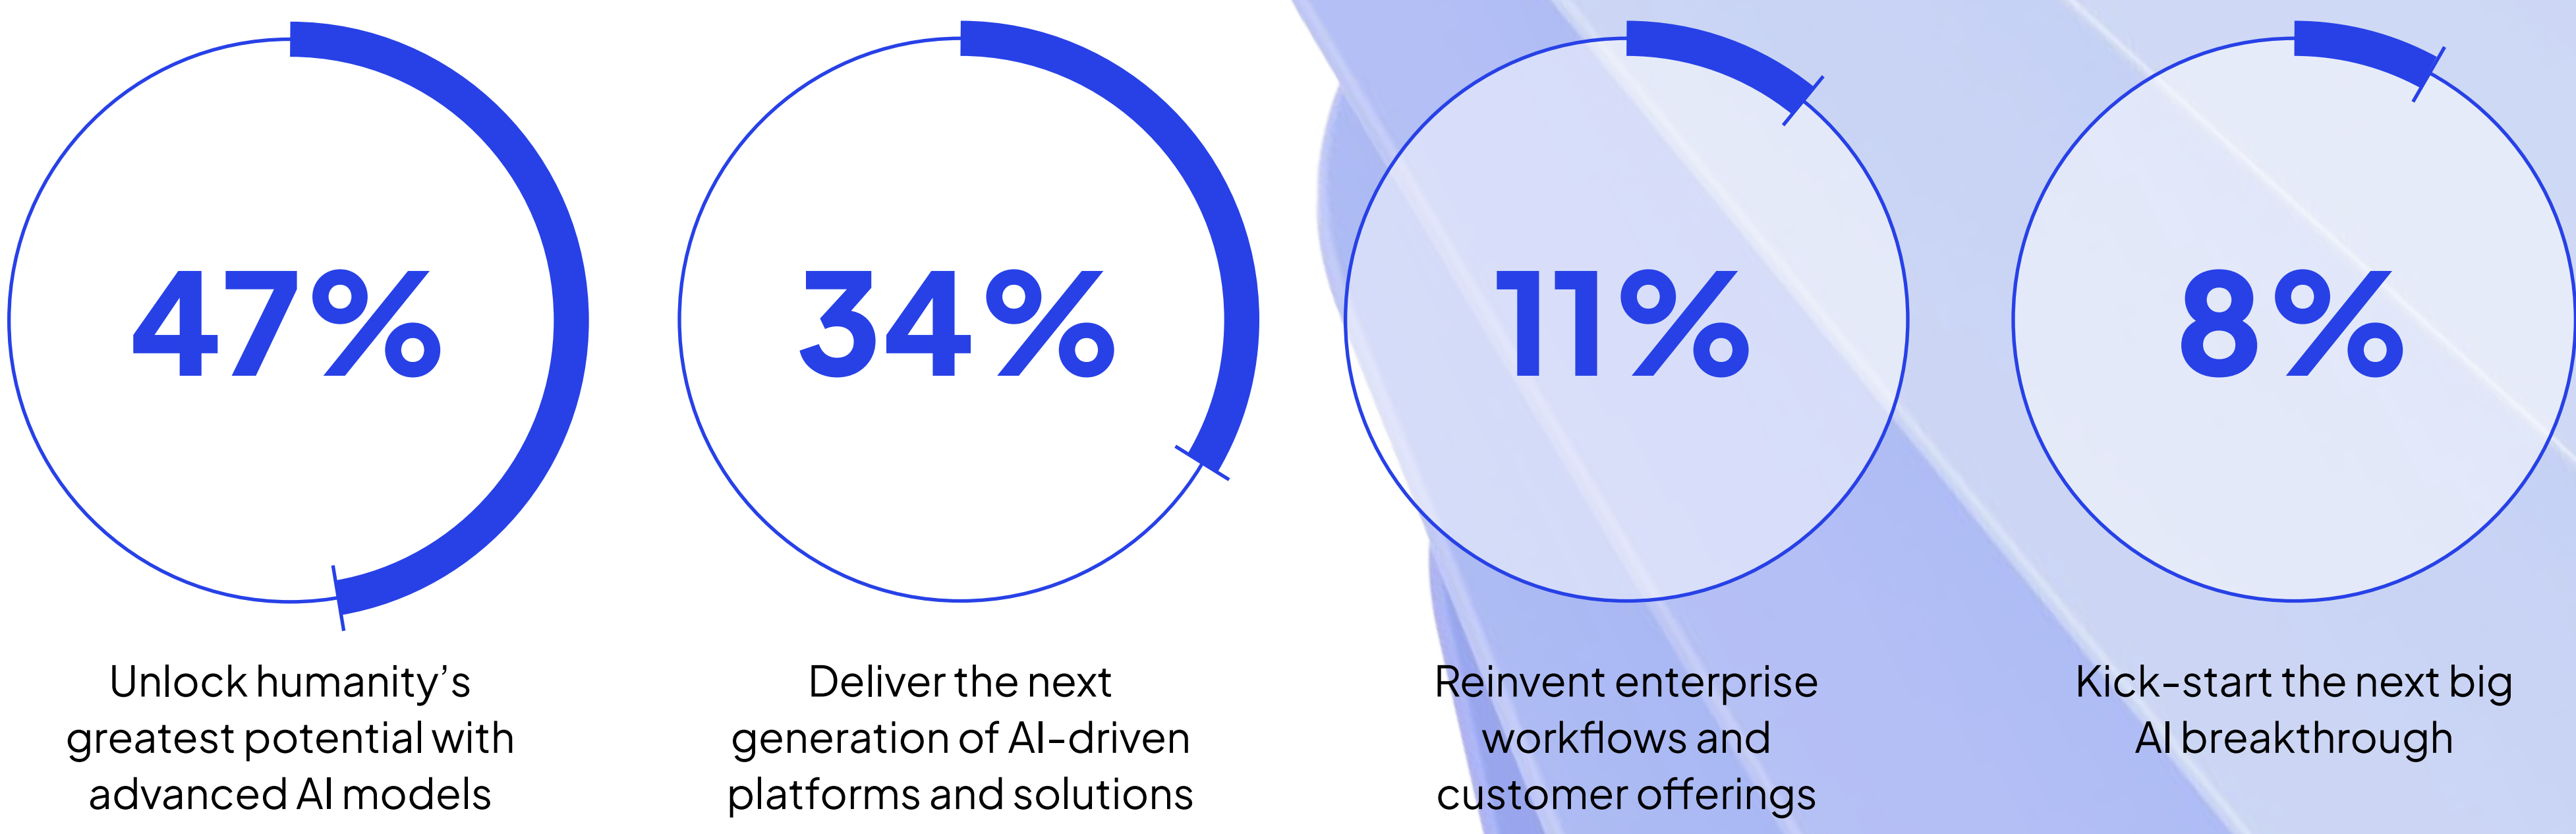 47%
Unlock humanity’s
greatest potential with
advanced AI models
34%
Deliver the next
generation of AI-driven
platforms and solutions
11%
Reinvent enterprise
workflows and
customer offerings
8%
Kick-start the next big
AI breakthrough